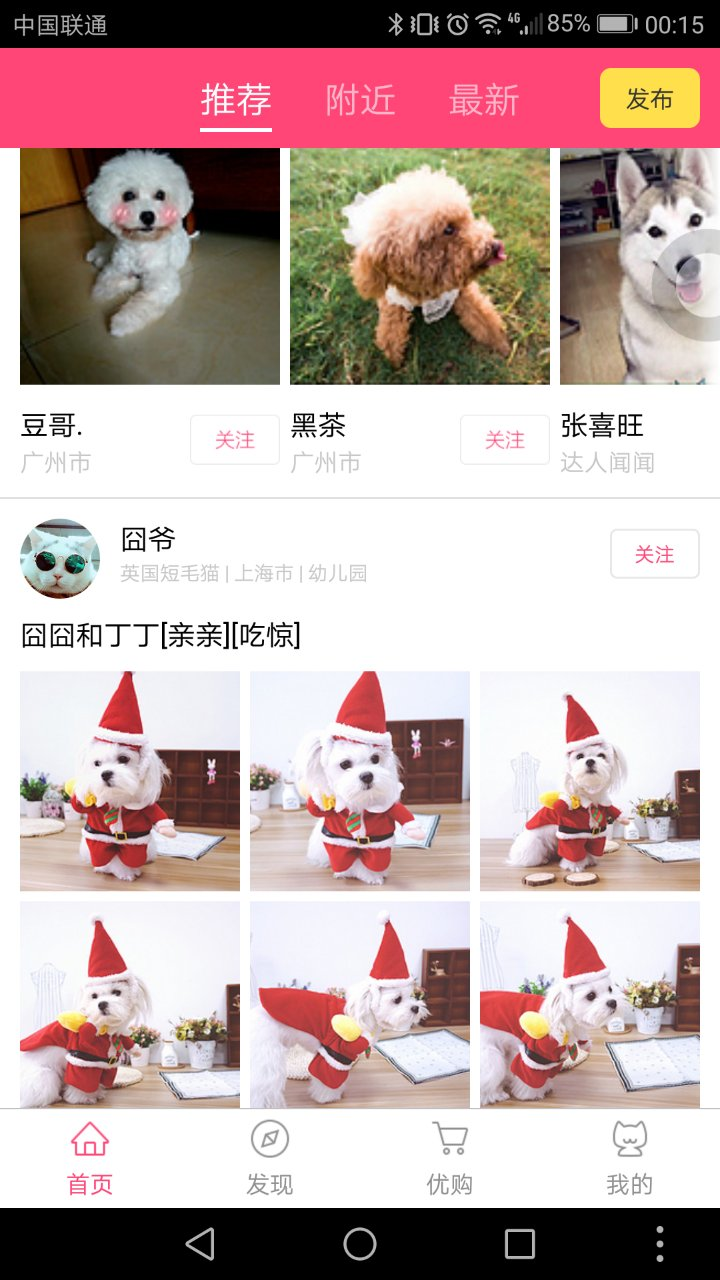 中国联通 4G 85% 00:15
推荐 附近 最新 发布
豆哥. 关注 黑茶 关注 张喜旺
广州市 广州市 达人闻闻
囧爷 关注
英国短毛猫 | 上海市 | 幼儿园
囧囧和丁丁[亲亲][吃惊]
首页 发现 优购 我的